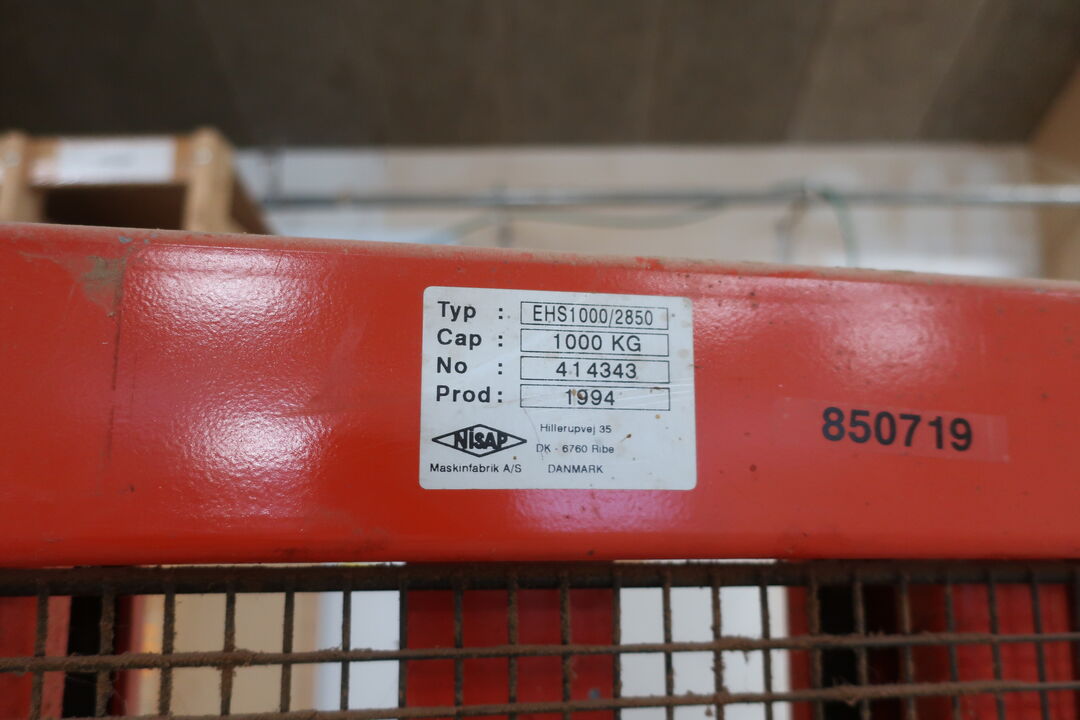 Typ : EHS1000/2850
Cap : 1000 KG
No : 414343
Prod : 1994
NISAP
Maskinfabrik A/S
Hillerupvej 35
DK - 6760 Ribe
DANMARK
850719